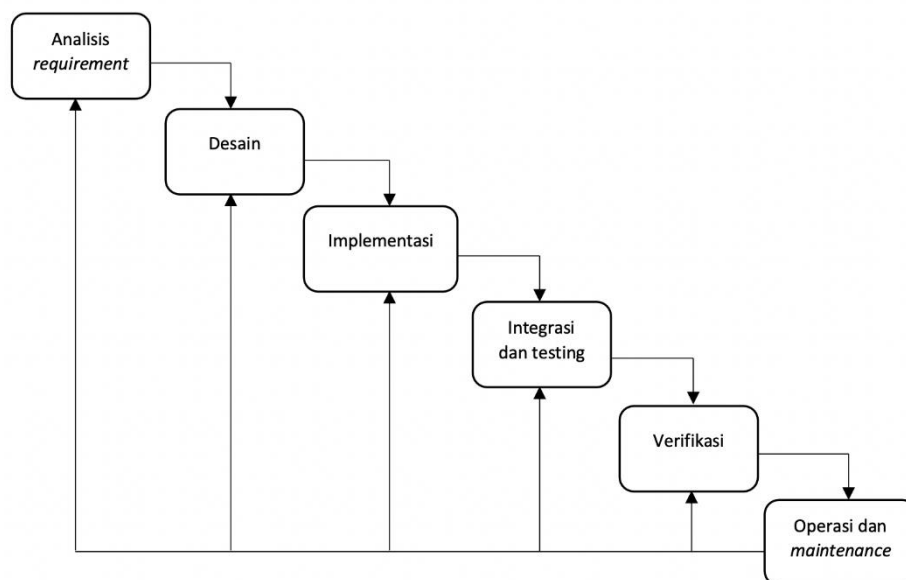 Analisis
requirement
Desain
Implementasi
Integrasi
dan testing
Verifikasi
Operasi dan
maintenance